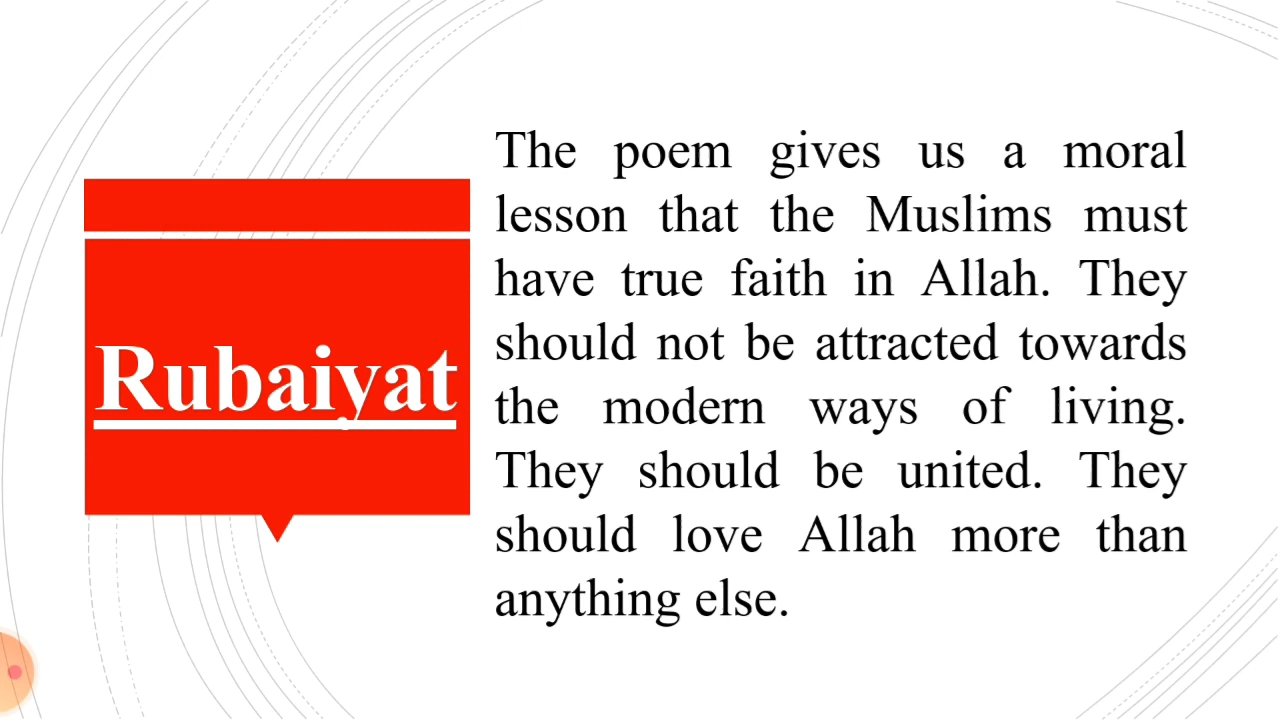 Rubaiyat
The poem gives us a moral
lesson that the Muslims must
have true faith in Allah. They
should not be attracted towards
the modern ways of living.
They should be united. They
should love Allah more than
anything else.